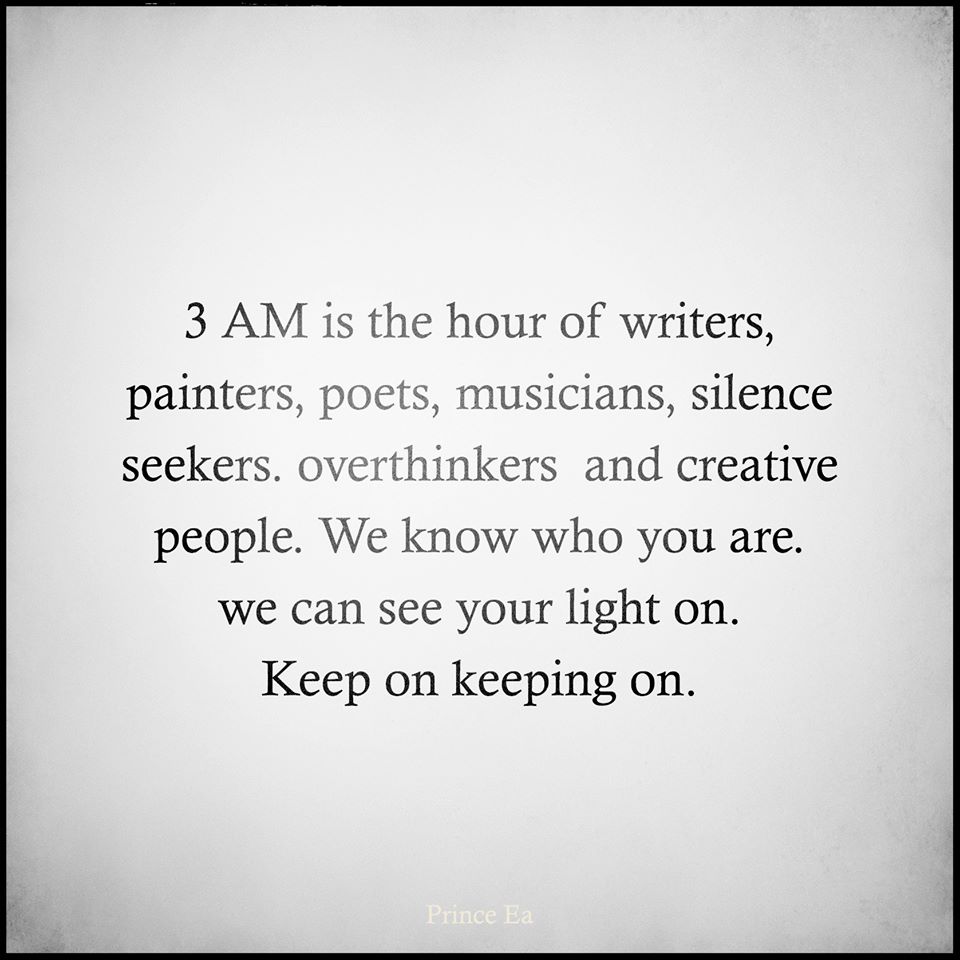 3 AM is the hour of writers,
painters, poets, musicians, silence
seekers. overthinkers  and creative
people. We know who you are.
we can see your light on.
Keep on keeping on.
Prince Ea